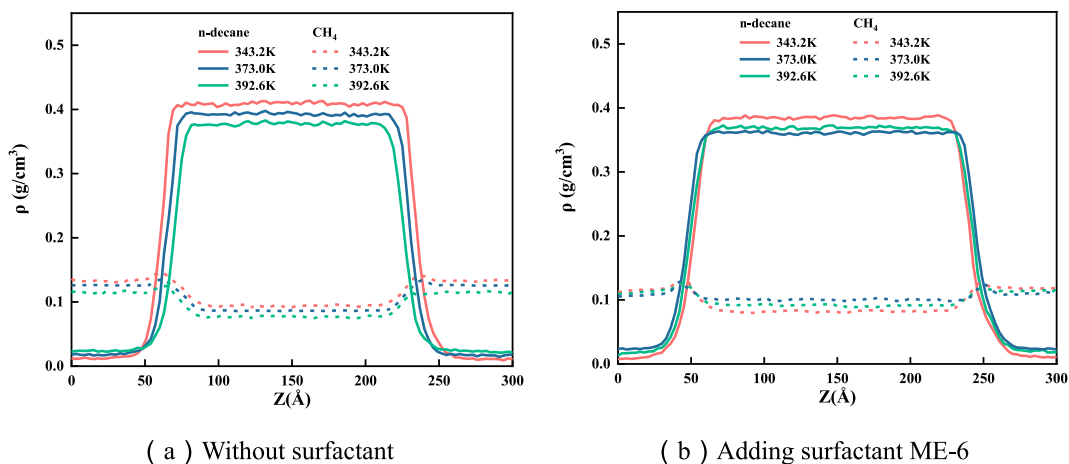 n-decane CH4
343.2K 343.2K
373.0K 373.0K
392.6K 392.6K
0.5
0.4
0.3
0.2
0.1
0.0
ρ (g/cm³)
0 50 100 150 200 250 300
Z(Å)
( a ) Without surfactant
n-decane CH4
343.2K 343.2K
373.0K 373.0K
392.6K 392.6K
0.5
0.4
0.3
0.2
0.1
0.0
ρ (g/cm³)
0 50 100 150 200 250 300
Z(Å)
( b ) Adding surfactant ME-6